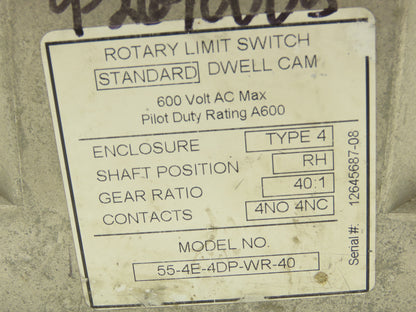 ROTARY LIMIT SWITCH
STANDARD DWELL CAM
600 Volt AC Max
Pilot Duty Rating A600
ENCLOSURE TYPE 4
SHAFT POSITION RH
GEAR RATIO 40:1
CONTACTS 4NO 4NC
MODEL NO.
55-4E-4DP-WR-40
Serial #: 12645687-08